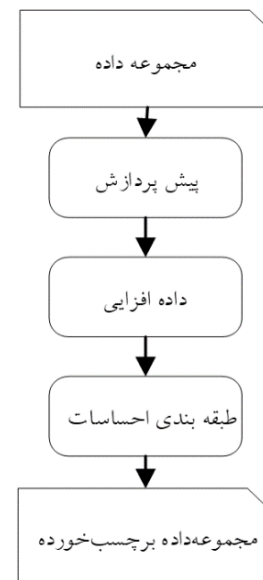 مجموعه داده
پیش پردازش
داده افزایی
طبقه بندی احساسات
مجموعه‌داده برچسب‌خورده